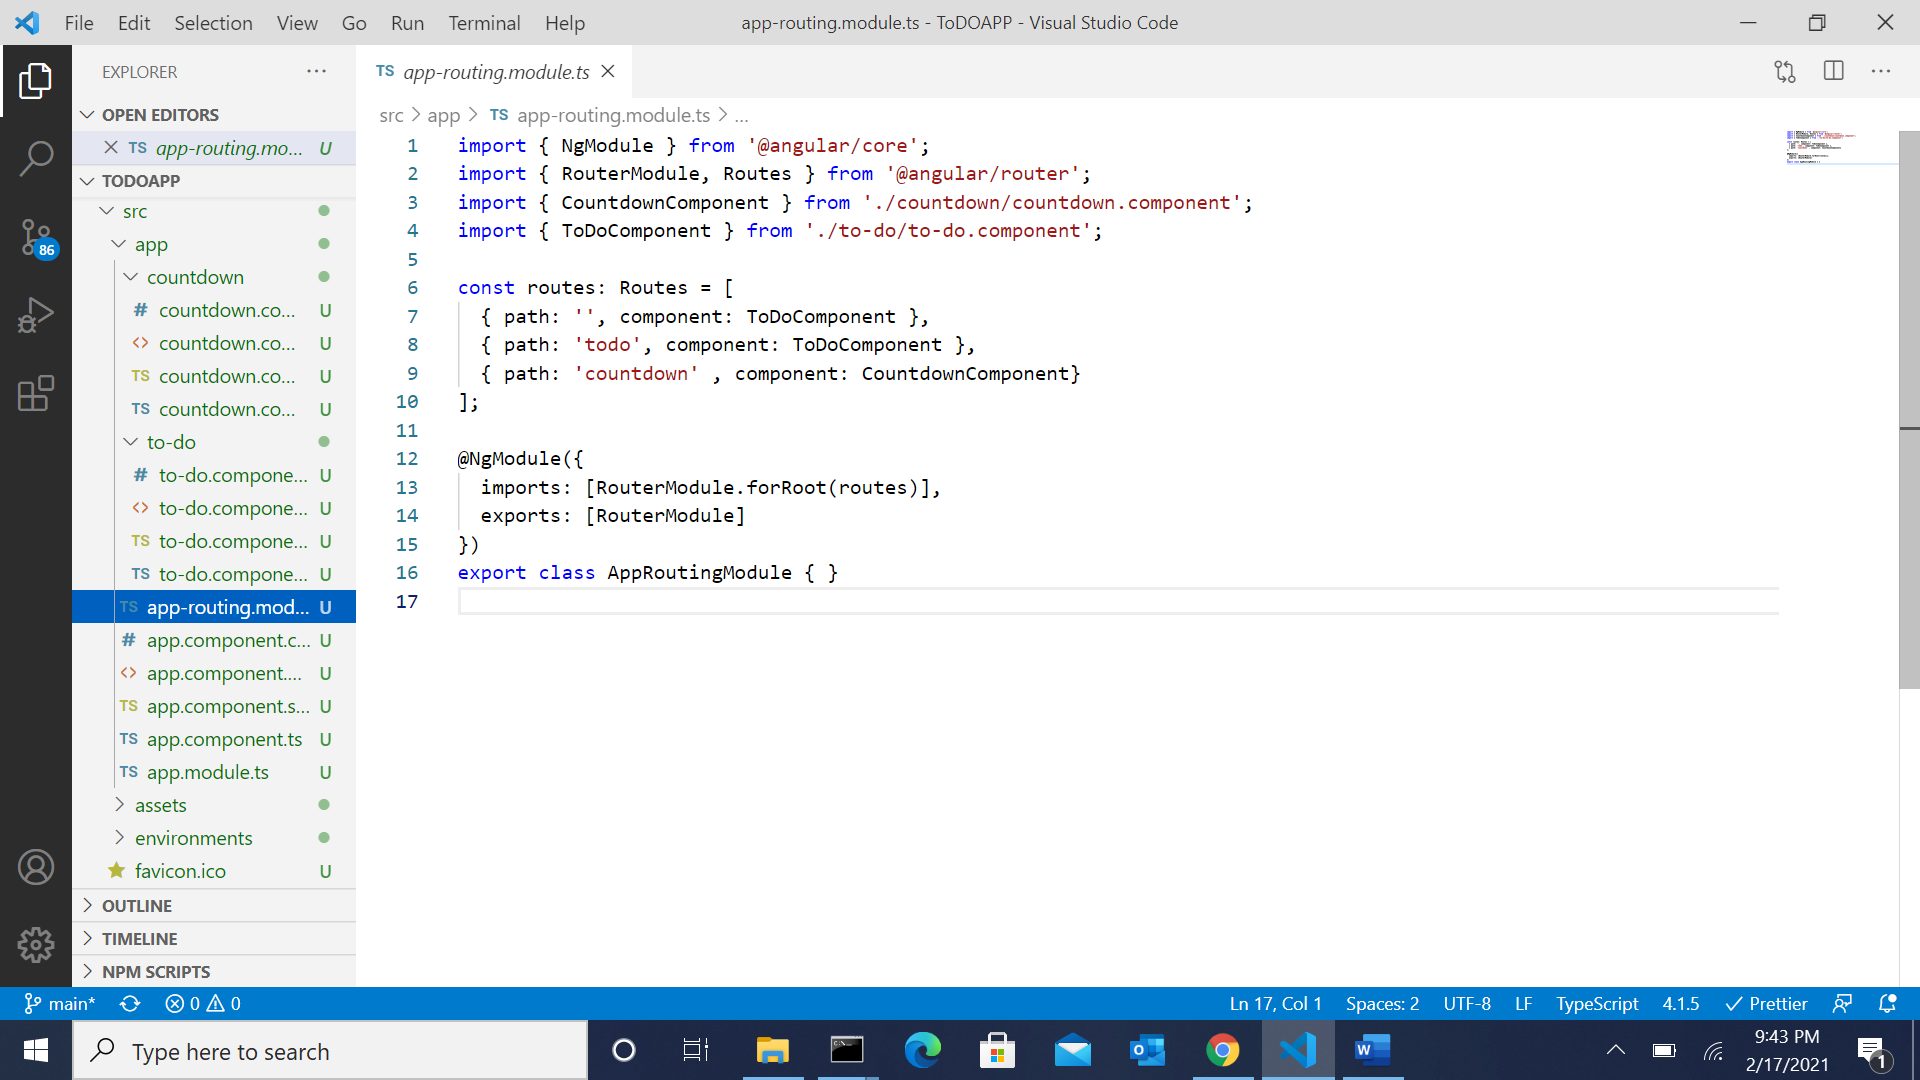 File Edit Selection View Go Run Terminal Help
app-routing.module.ts - ToDOAPP - Visual Studio Code
EXPLORER
OPEN EDITORS
TS app-routing.mo... U
TODOAPP
src
app
countdown
# countdown.co... U
<> countdown.co... U
TS countdown.co... U
TS countdown.co... U
to-do
# to-do.compone... U
<> to-do.compone... U
TS to-do.compone... U
TS to-do.compone... U
TS app-routing.mod... U
# app.component.c... U
<> app.component.... U
TS app.component.s... U
TS app.component.ts U
TS app.module.ts U
assets
environments
favicon.ico U
OUTLINE
TIMELINE
NPM SCRIPTS
86
TS app-routing.module.ts
src > app > TS app-routing.module.ts > ...
1 import { NgModule } from '@angular/core';
2 import { RouterModule, Routes } from '@angular/router';
3 import { CountdownComponent } from './countdown/countdown.component';
4 import { ToDoComponent } from './to-do/to-do.component';
5
6 const routes: Routes = [
7   { path: '', component: ToDoComponent },
8   { path: 'todo', component: ToDoComponent },
9   { path: 'countdown' , component: CountdownComponent}
10 ];
11
12 @NgModule({
13   imports: [RouterModule.forRoot(routes)],
14   exports: [RouterModule]
15 })
16 export class AppRoutingModule { }
17
main* 0 0
Ln 17, Col 1 Spaces: 2 UTF-8 LF TypeScript 4.1.5 Prettier
Type here to search
9:43 PM
2/17/2021
1